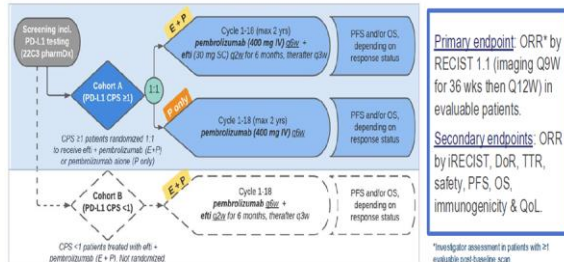 Screening incl.
PD-L1 testing
(22C3 pharmDx)
Cohort A
(PD-L1 CPS ≥1)
CPS ≥1 patients randomized 1:1
to receive efti + pembrolizumab (E+P)
or pembrolizumab alone (P only)
1:1
E + P
Cycle 1-16 (max 2 yrs)
pembrolizumab (400 mg IV) q6w
+
efti (30 mg SC) q2w for 6 months, thereafter q3w
PFS and/or OS,
depending on
response status
P only
Cycle 1-18 (max 2 yrs)
pembrolizumab (400 mg IV) q6w
PFS and/or OS,
depending on
response status
Cohort B
(PD-L1 CPS <1)
CPS <1 patients treated with efti +
pembrolizumab (E + P). Not randomized
E + P
Cycle 1-18
pembrolizumab q6w
+
efti q2w for 6 months, therafter q3w
PFS and/or OS,
depending on
response status
Primary endpoint: ORR* by
RECIST 1.1 (imaging Q9W
for 36 wks then Q12W) in
evaluable patients.
Secondary endpoints: ORR
by iRECIST, DoR, TTR,
safety, PFS, OS,
immunogenicity & QoL.
*Investigator assessment in patients with ≥1
evaluable post-baseline scan